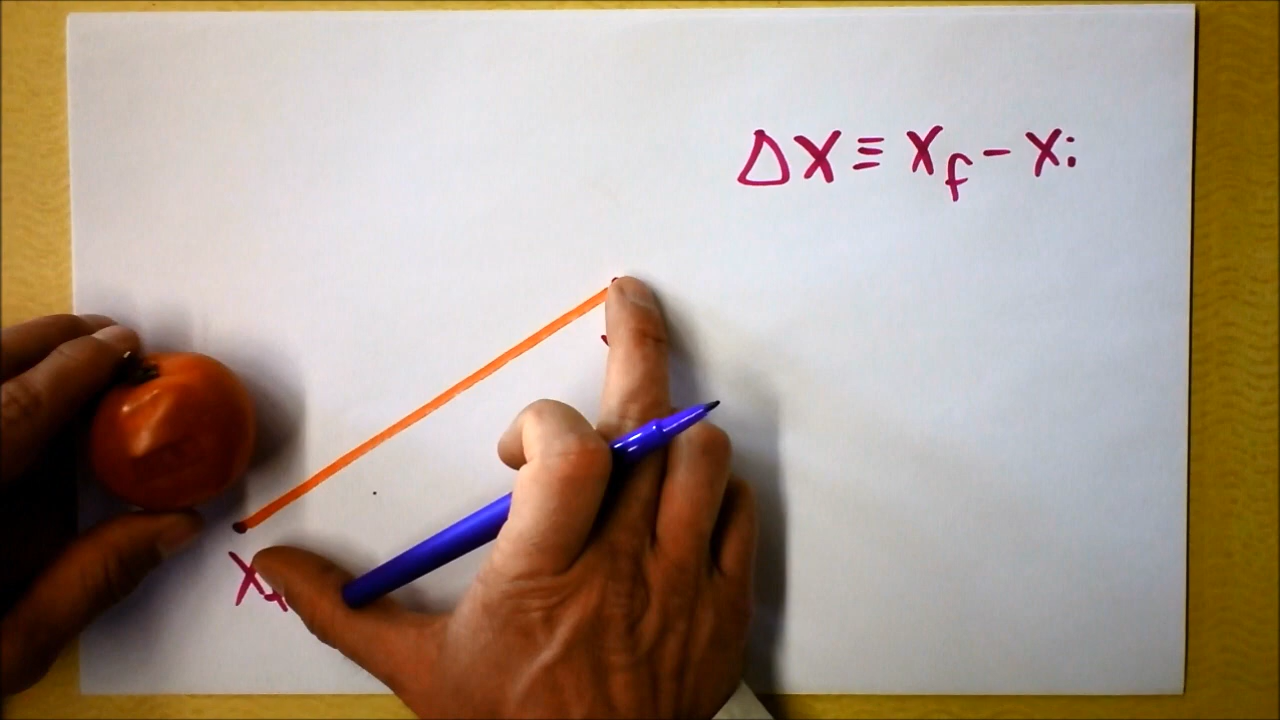 Δx ≡ x_f - x_i
x